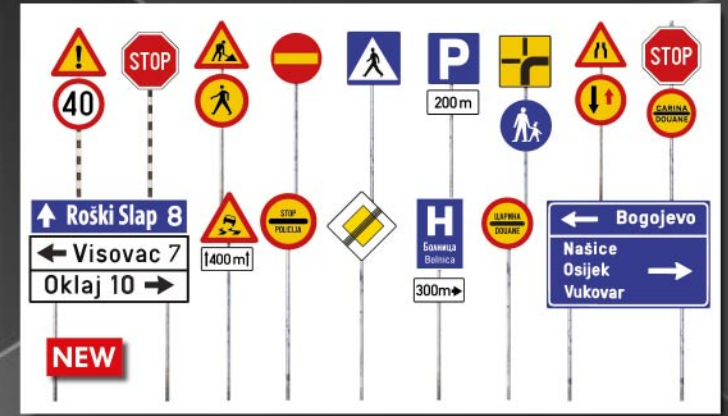 STOP
P
STOP
40
200 m
CARINA
DOUANE
Roški Slap 8
Visovac 7
Oklaj 10
400 m
STOP
POLICIJA
H
Болница
Bolnica
300m
ЦАРИНА
DOUANE
Bogojevo
Našice
Osijek
Vukovar
NEW